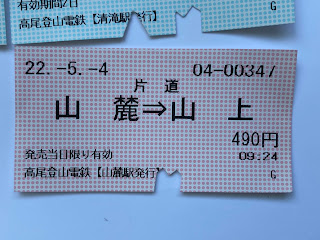 有効期間2日
高尾登山電鉄【清滝駅発行】 G
22.-5.-4 04-00347
片道
山麓⇒山上
490円
発売当日限り有効 09:24
高尾登山電鉄【山麓駅発行】 G